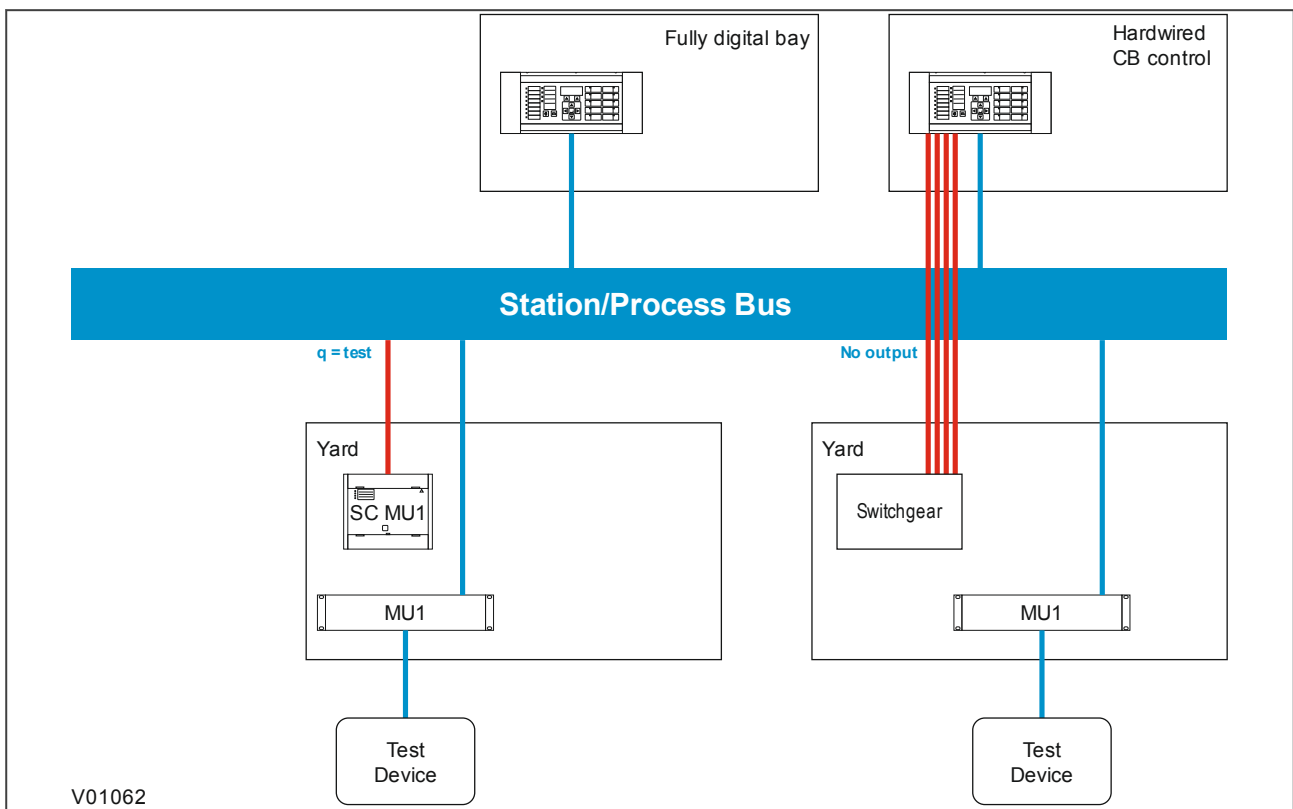 Fully digital bay
Hardwired
CB control
Station/Process Bus
q = test
No output
Yard
SC MU1
MU1
Yard
Switchgear
MU1
Test
Device
Test
Device
V01062